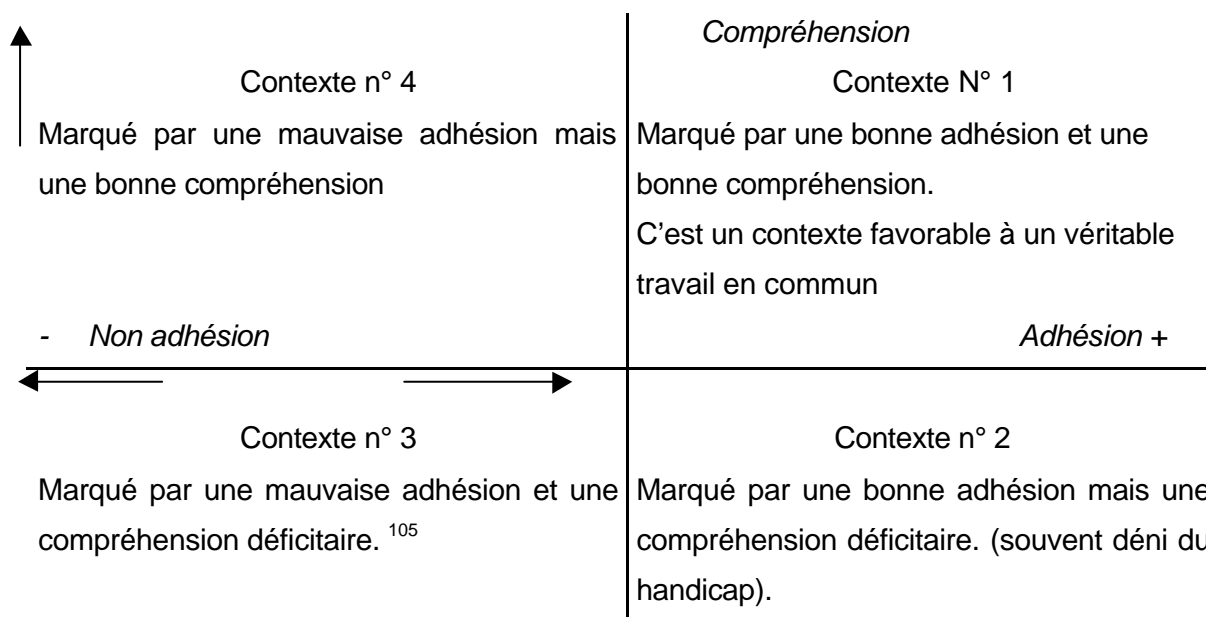 Compréhension
Contexte n° 4
Marqué par une mauvaise adhésion mais
une bonne compréhension
Contexte N° 1
Marqué par une bonne adhésion et une
bonne compréhension.
C’est un contexte favorable à un véritable
travail en commun
- Non adhésion
Adhésion +
Contexte n° 3
Marqué par une mauvaise adhésion et une
compréhension déficitaire. 105
Contexte n° 2
Marqué par une bonne adhésion mais une
compréhension déficitaire. (souvent déni du
handicap).